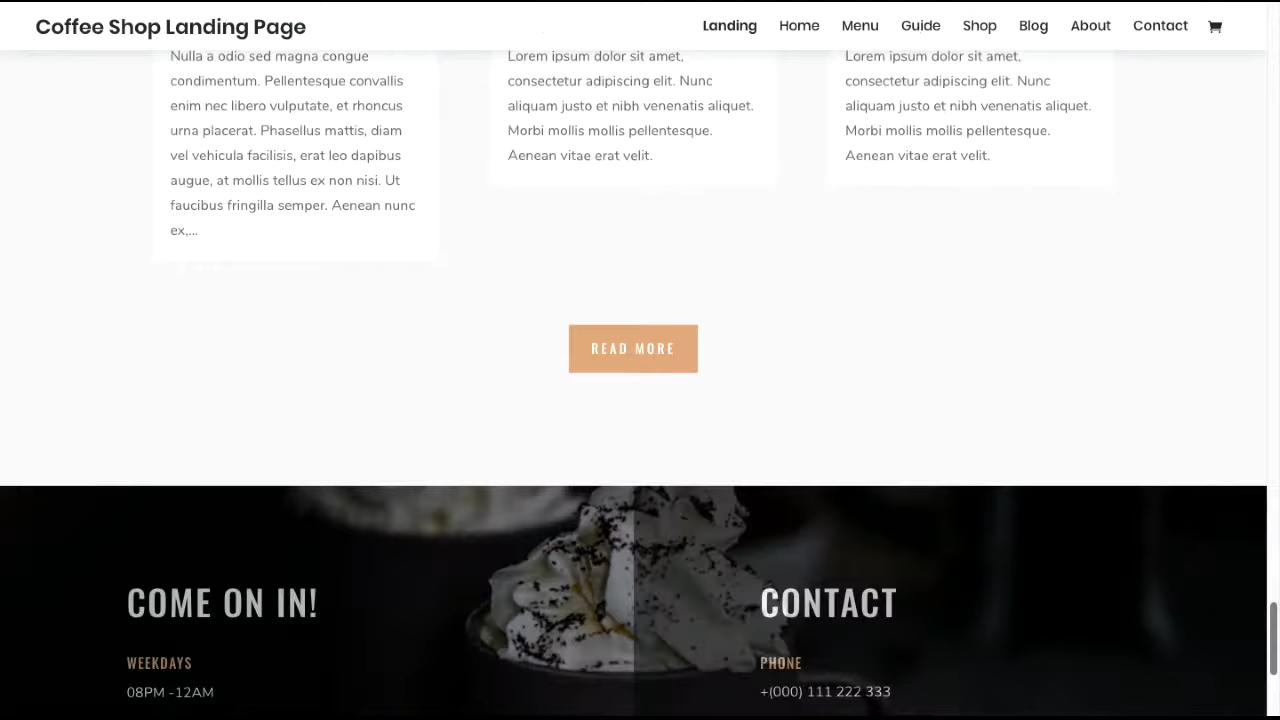 Coffee Shop Landing Page
Landing Home Menu Guide Shop Blog About Contact
Nulla a odio sed magna congue
condimentum. Pellentesque convallis
enim nec libero vulputate, et rhoncus
urna placerat. Phasellus mattis, diam
vel vehicula facilisis, erat leo dapibus
augue, at mollis tellus ex non nisi. Ut
faucibus fringilla semper. Aenean nunc
ex,...
Lorem ipsum dolor sit amet,
consectetur adipiscing elit. Nunc
aliquam justo et nibh venenatis aliquet.
Morbi mollis mollis pellentesque.
Aenean vitae erat velit.
Lorem ipsum dolor sit amet,
consectetur adipiscing elit. Nunc
aliquam justo et nibh venenatis aliquet.
Morbi mollis mollis pellentesque.
Aenean vitae erat velit.
READ MORE
COME ON IN!
WEEKDAYS
08PM -12AM
CONTACT
PHONE
+(000) 111 222 333